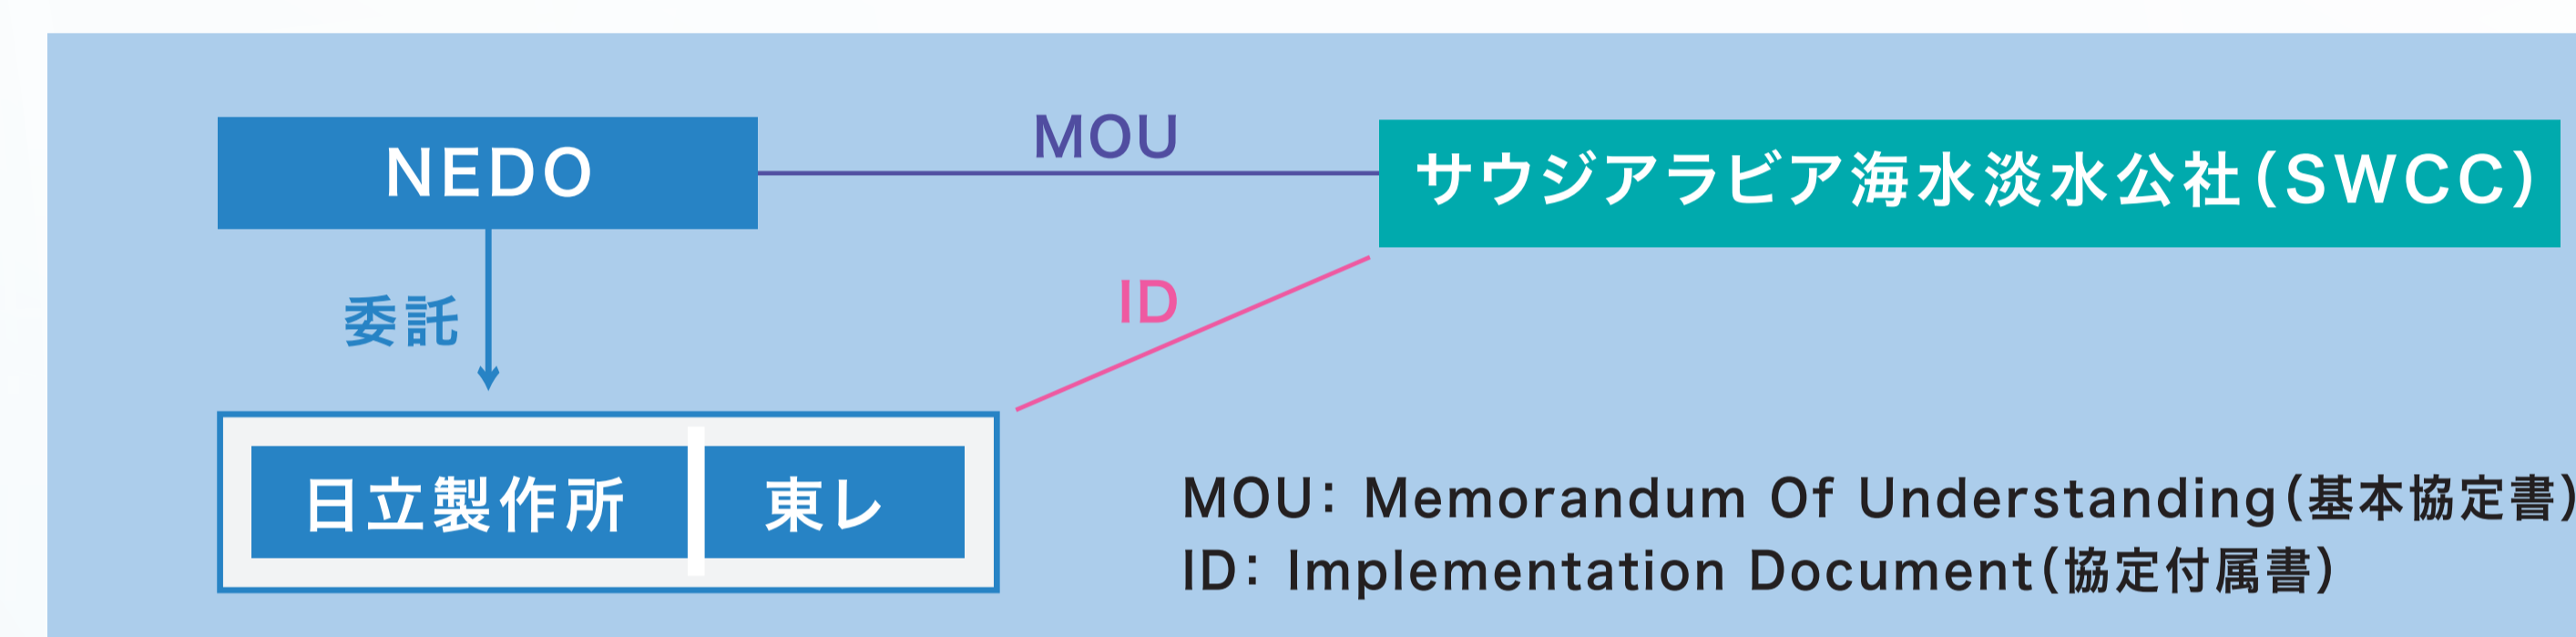 NEDO
MOU
サウジアラビア海水淡水公社(SWCC)
委託
ID
日立製作所
東レ
MOU: Memorandum Of Understanding(基本協定書)
ID: Implementation Document(協定付属書)